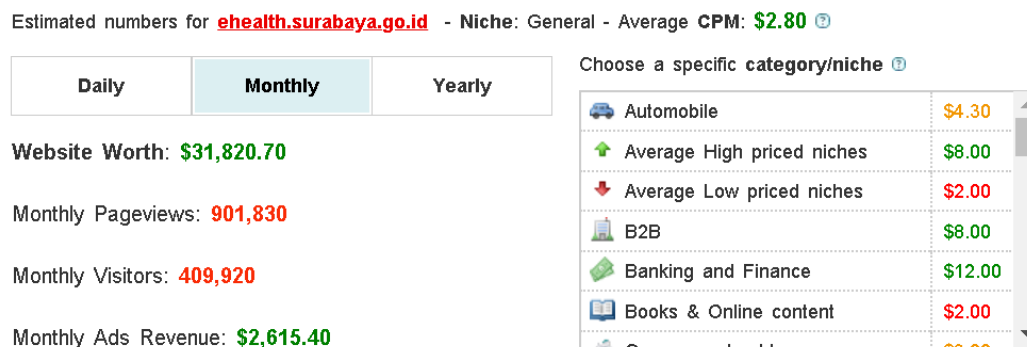 Estimated numbers for ehealth.surabaya.go.id - Niche: General - Average CPM: $2.80
Daily Monthly Yearly
Website Worth: $31,820.70
Monthly Pageviews: 901,830
Monthly Visitors: 409,920
Monthly Ads Revenue: $2,615.40
Choose a specific category/niche
Automobile $4.30
Average High priced niches $8.00
Average Low priced niches $2.00
B2B $8.00
Banking and Finance $12.00
Books & Online content $2.00